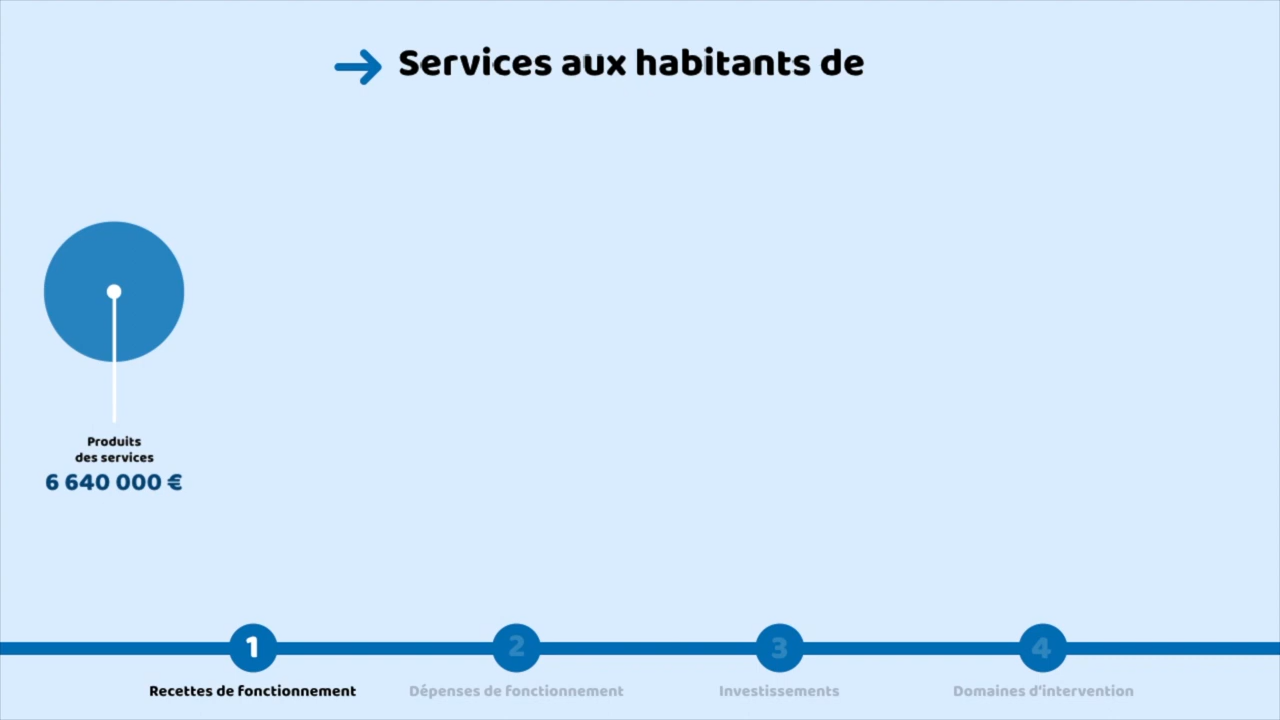 Services aux habitants de
Produits
des services
6 640 000 €
1
2
3
4
Recettes de fonctionnement
Dépenses de fonctionnement
Investissements
Domaines d'intervention